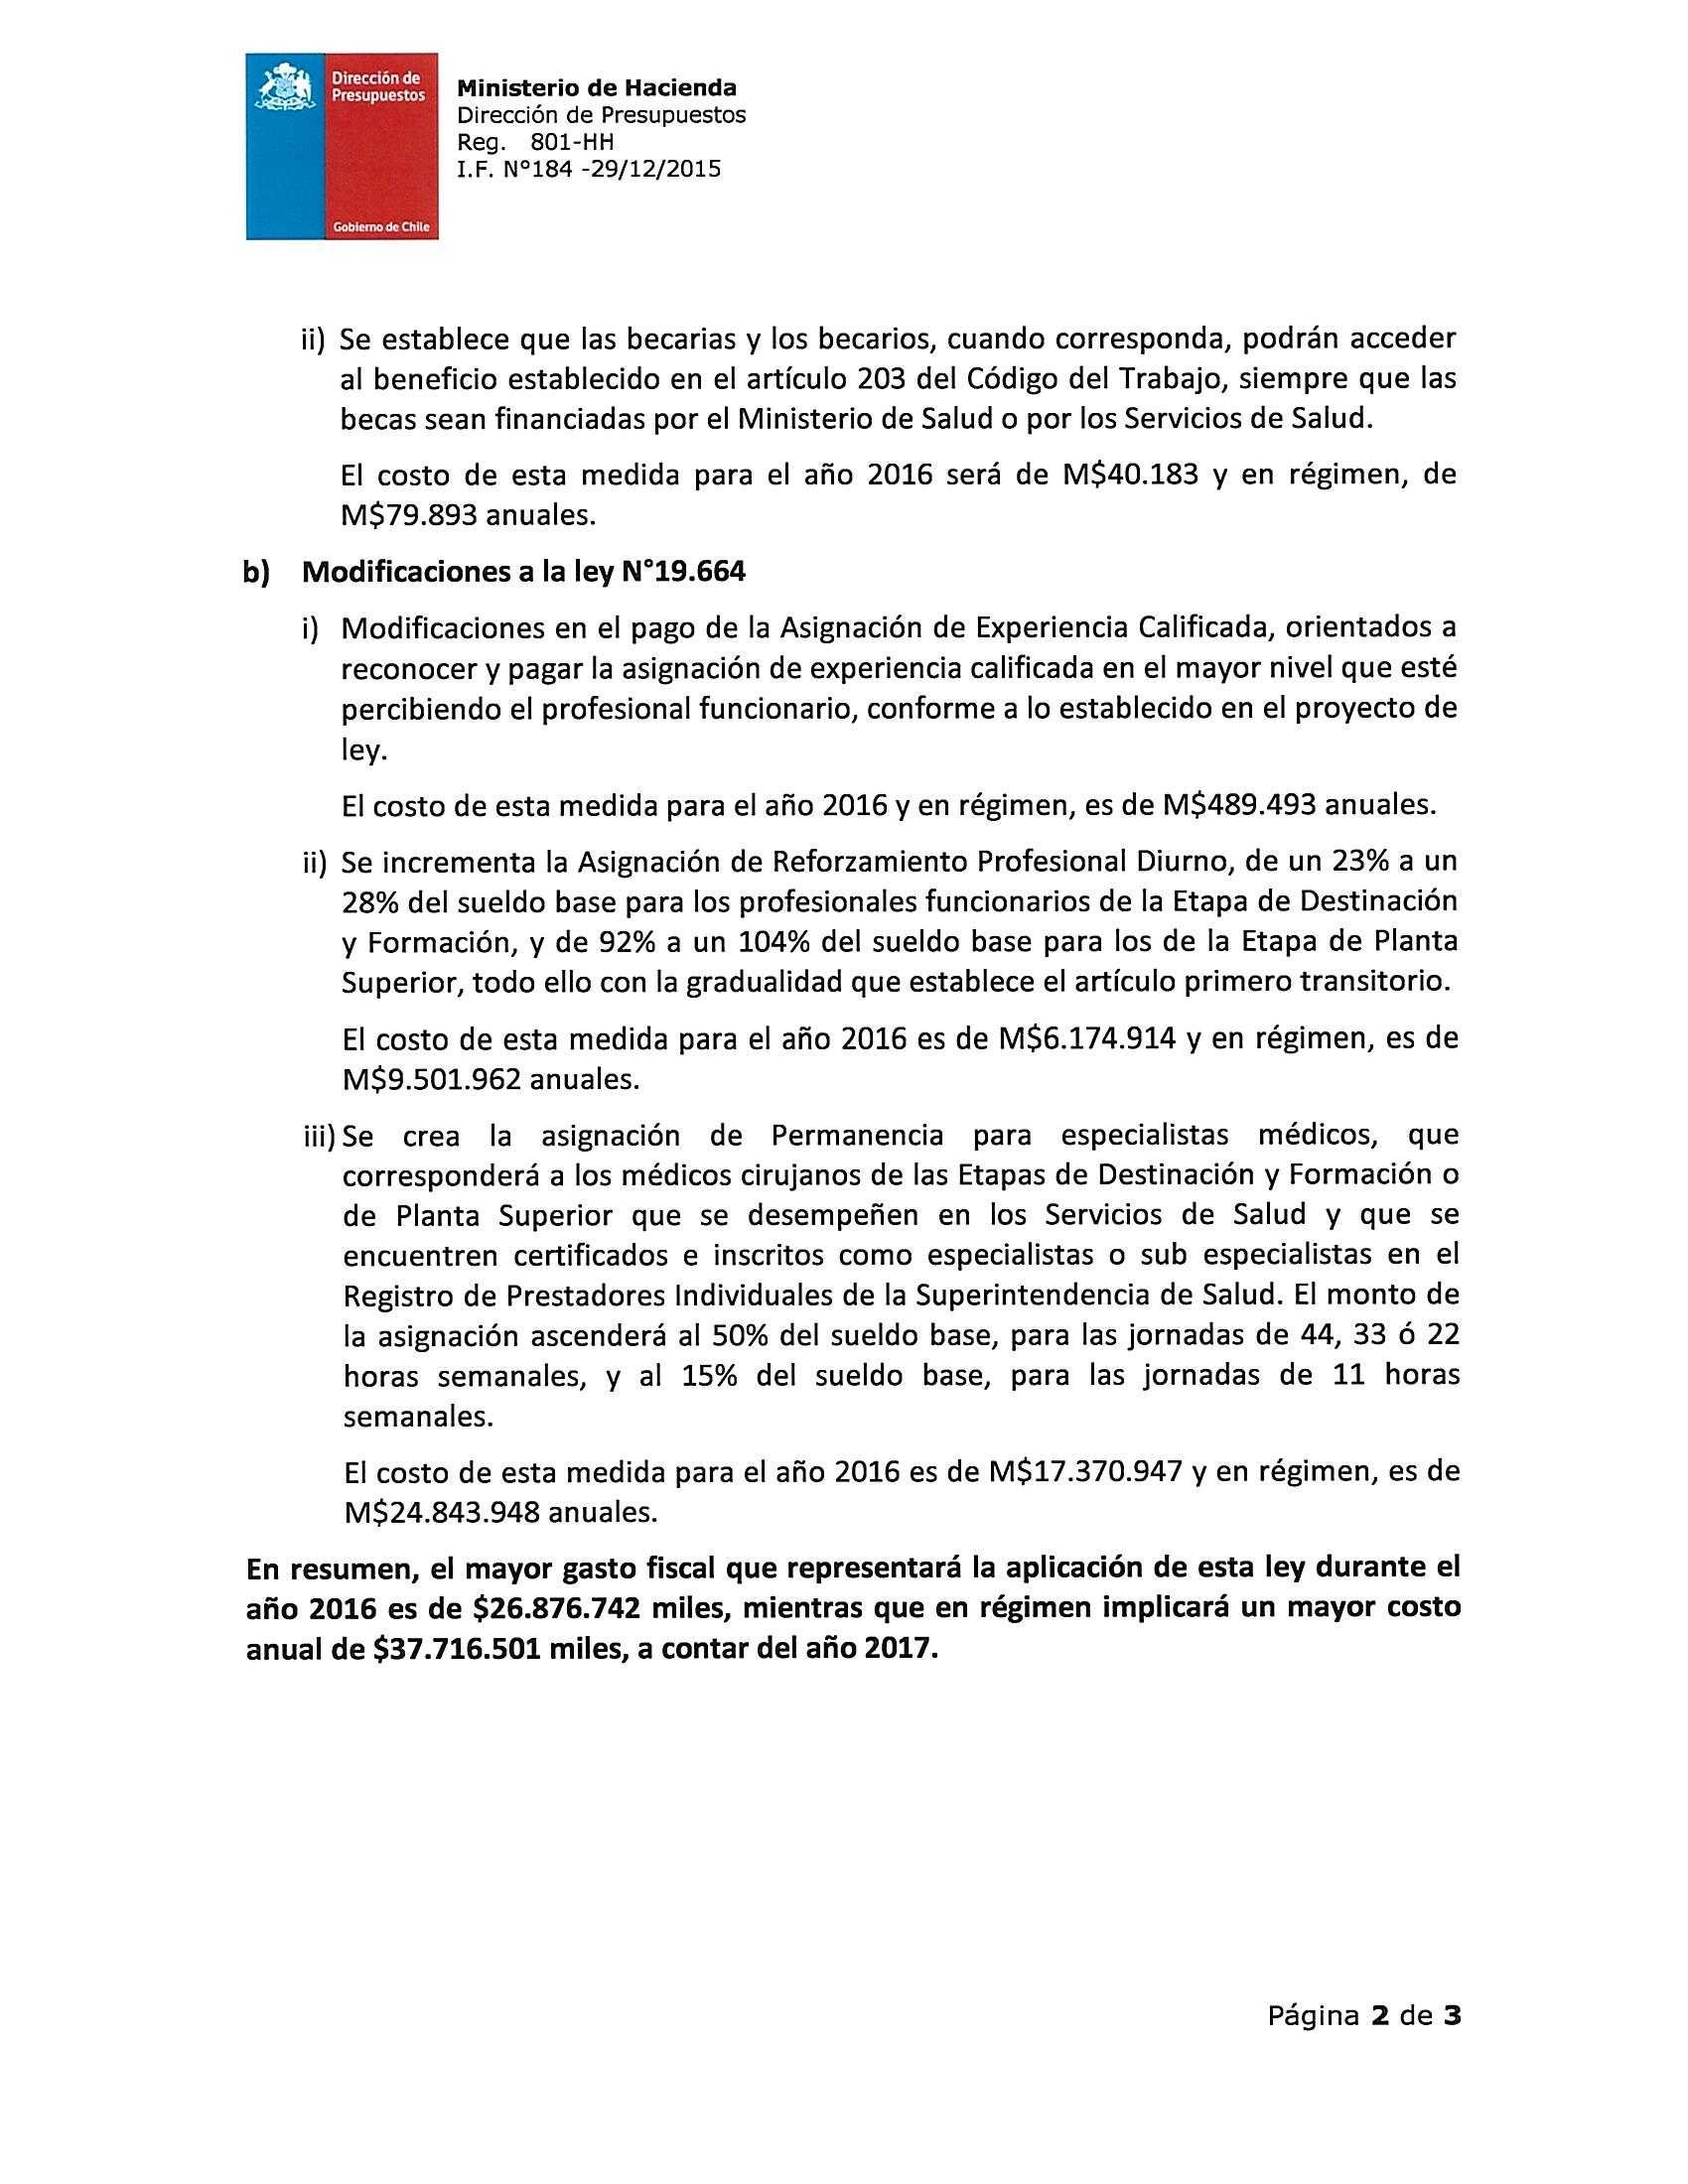 Dirección de
Presupuestos
Gobierno de Chile
Ministerio de Hacienda
Dirección de Presupuestos
Reg. 801-HH
I.F. N°184 -29/12/2015
ii) Se establece que las becarias y los becarios, cuando corresponda, podrán acceder
al beneficio establecido en el artículo 203 del Código del Trabajo, siempre que las
becas sean financiadas por el Ministerio de Salud o por los Servicios de Salud.
El costo de esta medida para el año 2016 será de M$40.183 y en régimen, de
M$79.893 anuales.
b) Modificaciones a la ley N°19.664
i) Modificaciones en el pago de la Asignación de Experiencia Calificada, orientados a
reconocer y pagar la asignación de experiencia calificada en el mayor nivel que esté
percibiendo el profesional funcionario, conforme a lo establecido en el proyecto de
ley.
El costo de esta medida para el año 2016 y en régimen, es de M$489.493 anuales.
ii) Se incrementa la Asignación de Reforzamiento Profesional Diurno, de un 23% a un
28% del sueldo base para los profesionales funcionarios de la Etapa de Destinación
y Formación, y de 92% a un 104% del sueldo base para los de la Etapa de Planta
Superior, todo ello con la gradualidad que establece el artículo primero transitorio.
El costo de esta medida para el año 2016 es de M$6.174.914 y en régimen, es de
M$9.501.962 anuales.
iii) Se crea la asignación de Permanencia para especialistas médicos, que
corresponderá a los médicos cirujanos de las Etapas de Destinación y Formación o
de Planta Superior que se desempeñen en los Servicios de Salud y que se
encuentren certificados e inscritos como especialistas o sub especialistas en el
Registro de Prestadores Individuales de la Superintendencia de Salud. El monto de
la asignación ascenderá al 50% del sueldo base, para las jornadas de 44, 33 ó 22
horas semanales, y al 15% del sueldo base, para las jornadas de 11 horas
semanales.
El costo de esta medida para el año 2016 es de M$17.370.947 y en régimen, es de
M$24.843.948 anuales.
En resumen, el mayor gasto fiscal que representará la aplicación de esta ley durante el
año 2016 es de $26.876.742 miles, mientras que en régimen implicará un mayor costo
anual de $37.716.501 miles, a contar del año 2017.
Página 2 de 3